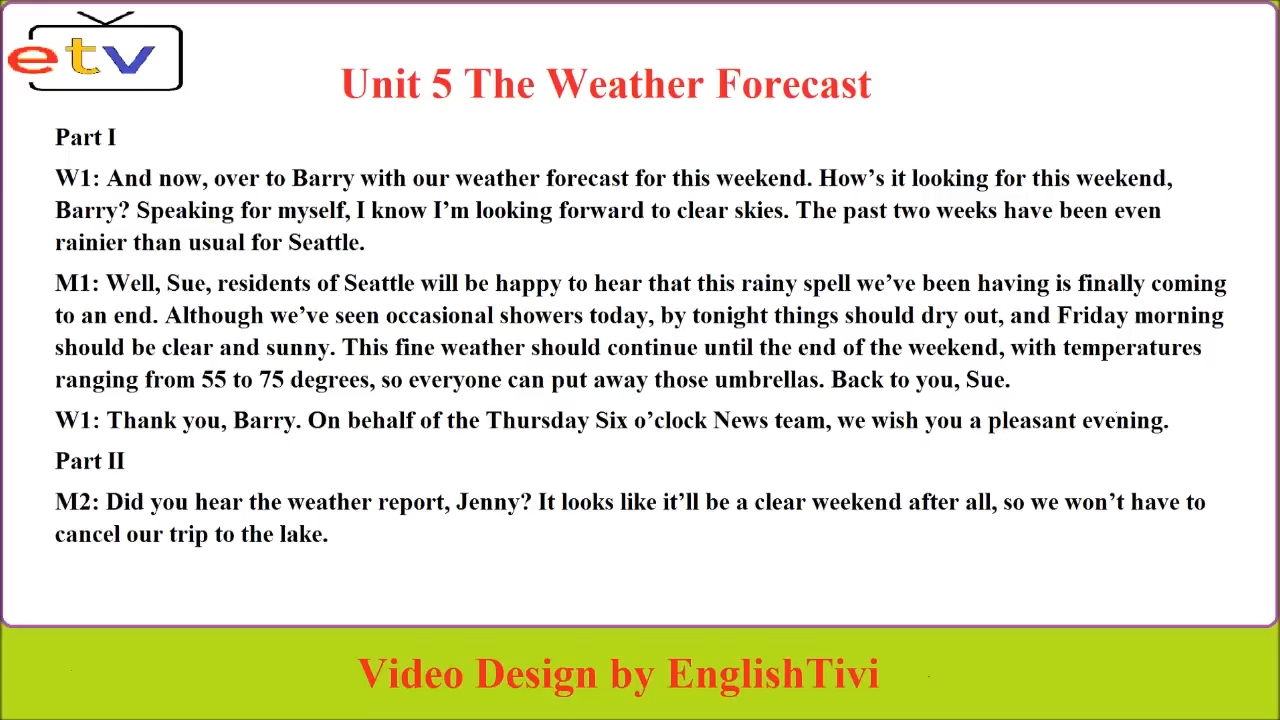 etv
Unit 5 The Weather Forecast
Part I
W1: And now, over to Barry with our weather forecast for this weekend. How’s it looking for this weekend,
Barry? Speaking for myself, I know I’m looking forward to clear skies. The past two weeks have been even
rainier than usual for Seattle.
M1: Well, Sue, residents of Seattle will be happy to hear that this rainy spell we’ve been having is finally coming
to an end. Although we’ve seen occasional showers today, by tonight things should dry out, and Friday morning
should be clear and sunny. This fine weather should continue until the end of the weekend, with temperatures
ranging from 55 to 75 degrees, so everyone can put away those umbrellas. Back to you, Sue.
W1: Thank you, Barry. On behalf of the Thursday Six o’clock News team, we wish you a pleasant evening.
Part II
M2: Did you hear the weather report, Jenny? It looks like it’ll be a clear weekend after all, so we won’t have to
cancel our trip to the lake.
Video Design by EnglishTivi